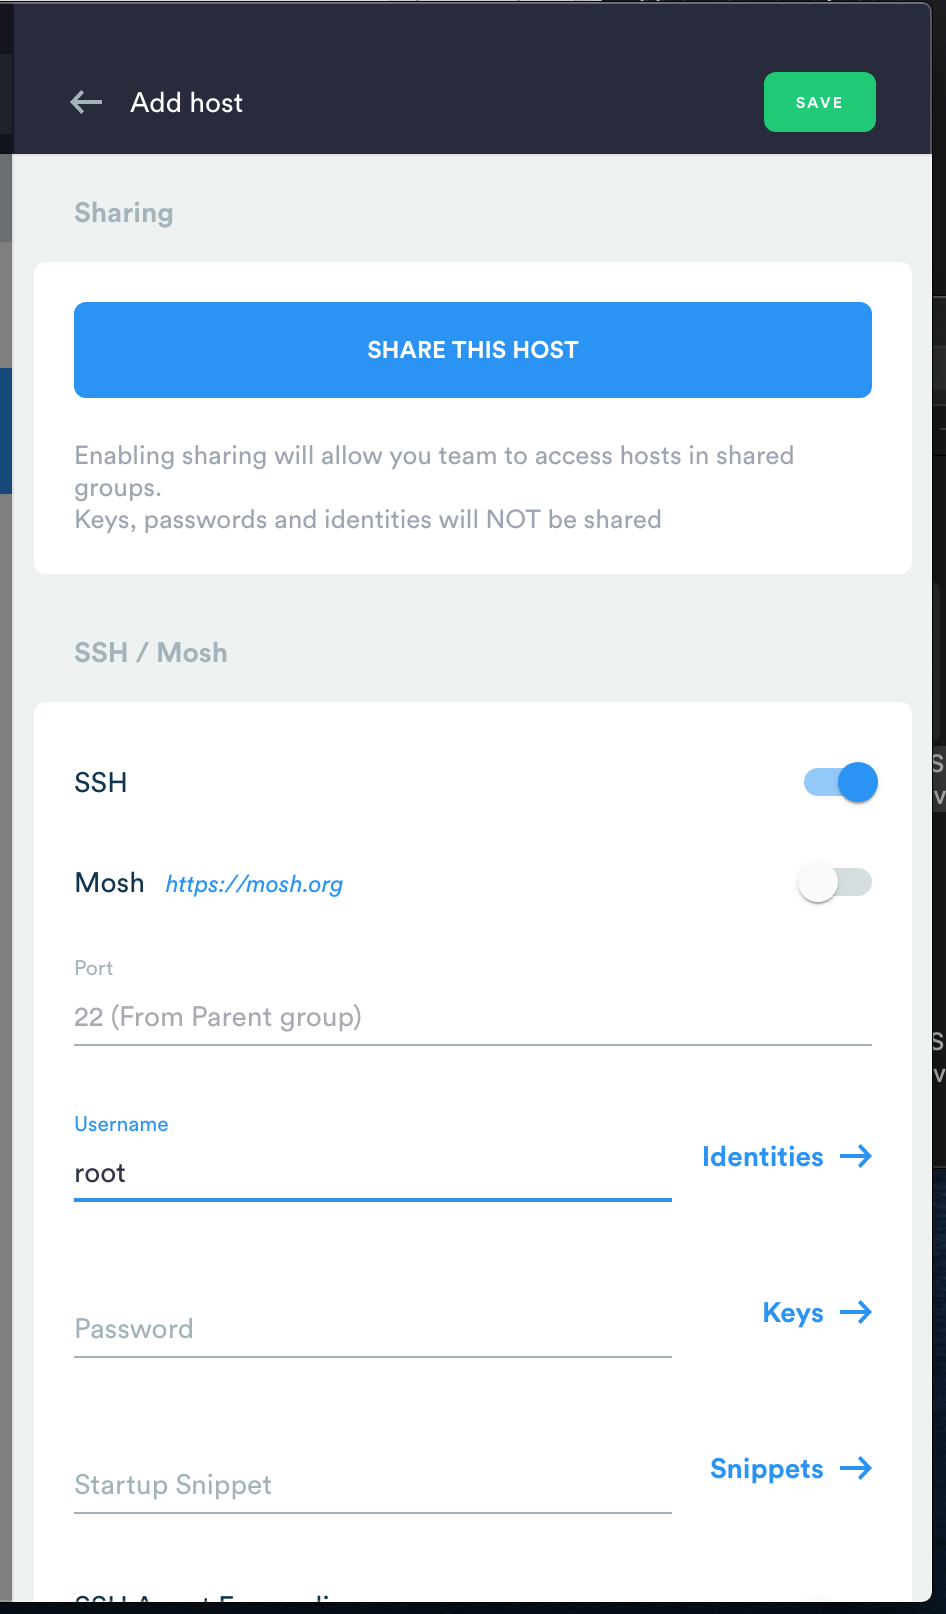 Add host
SAVE
Sharing
SHARE THIS HOST
Enabling sharing will allow you team to access hosts in shared
groups.
Keys, passwords and identities will NOT be shared
SSH / Mosh
SSH
Mosh https://mosh.org
Port
22 (From Parent group)
Username
root
Identities
Password
Keys
Startup Snippet
Snippets